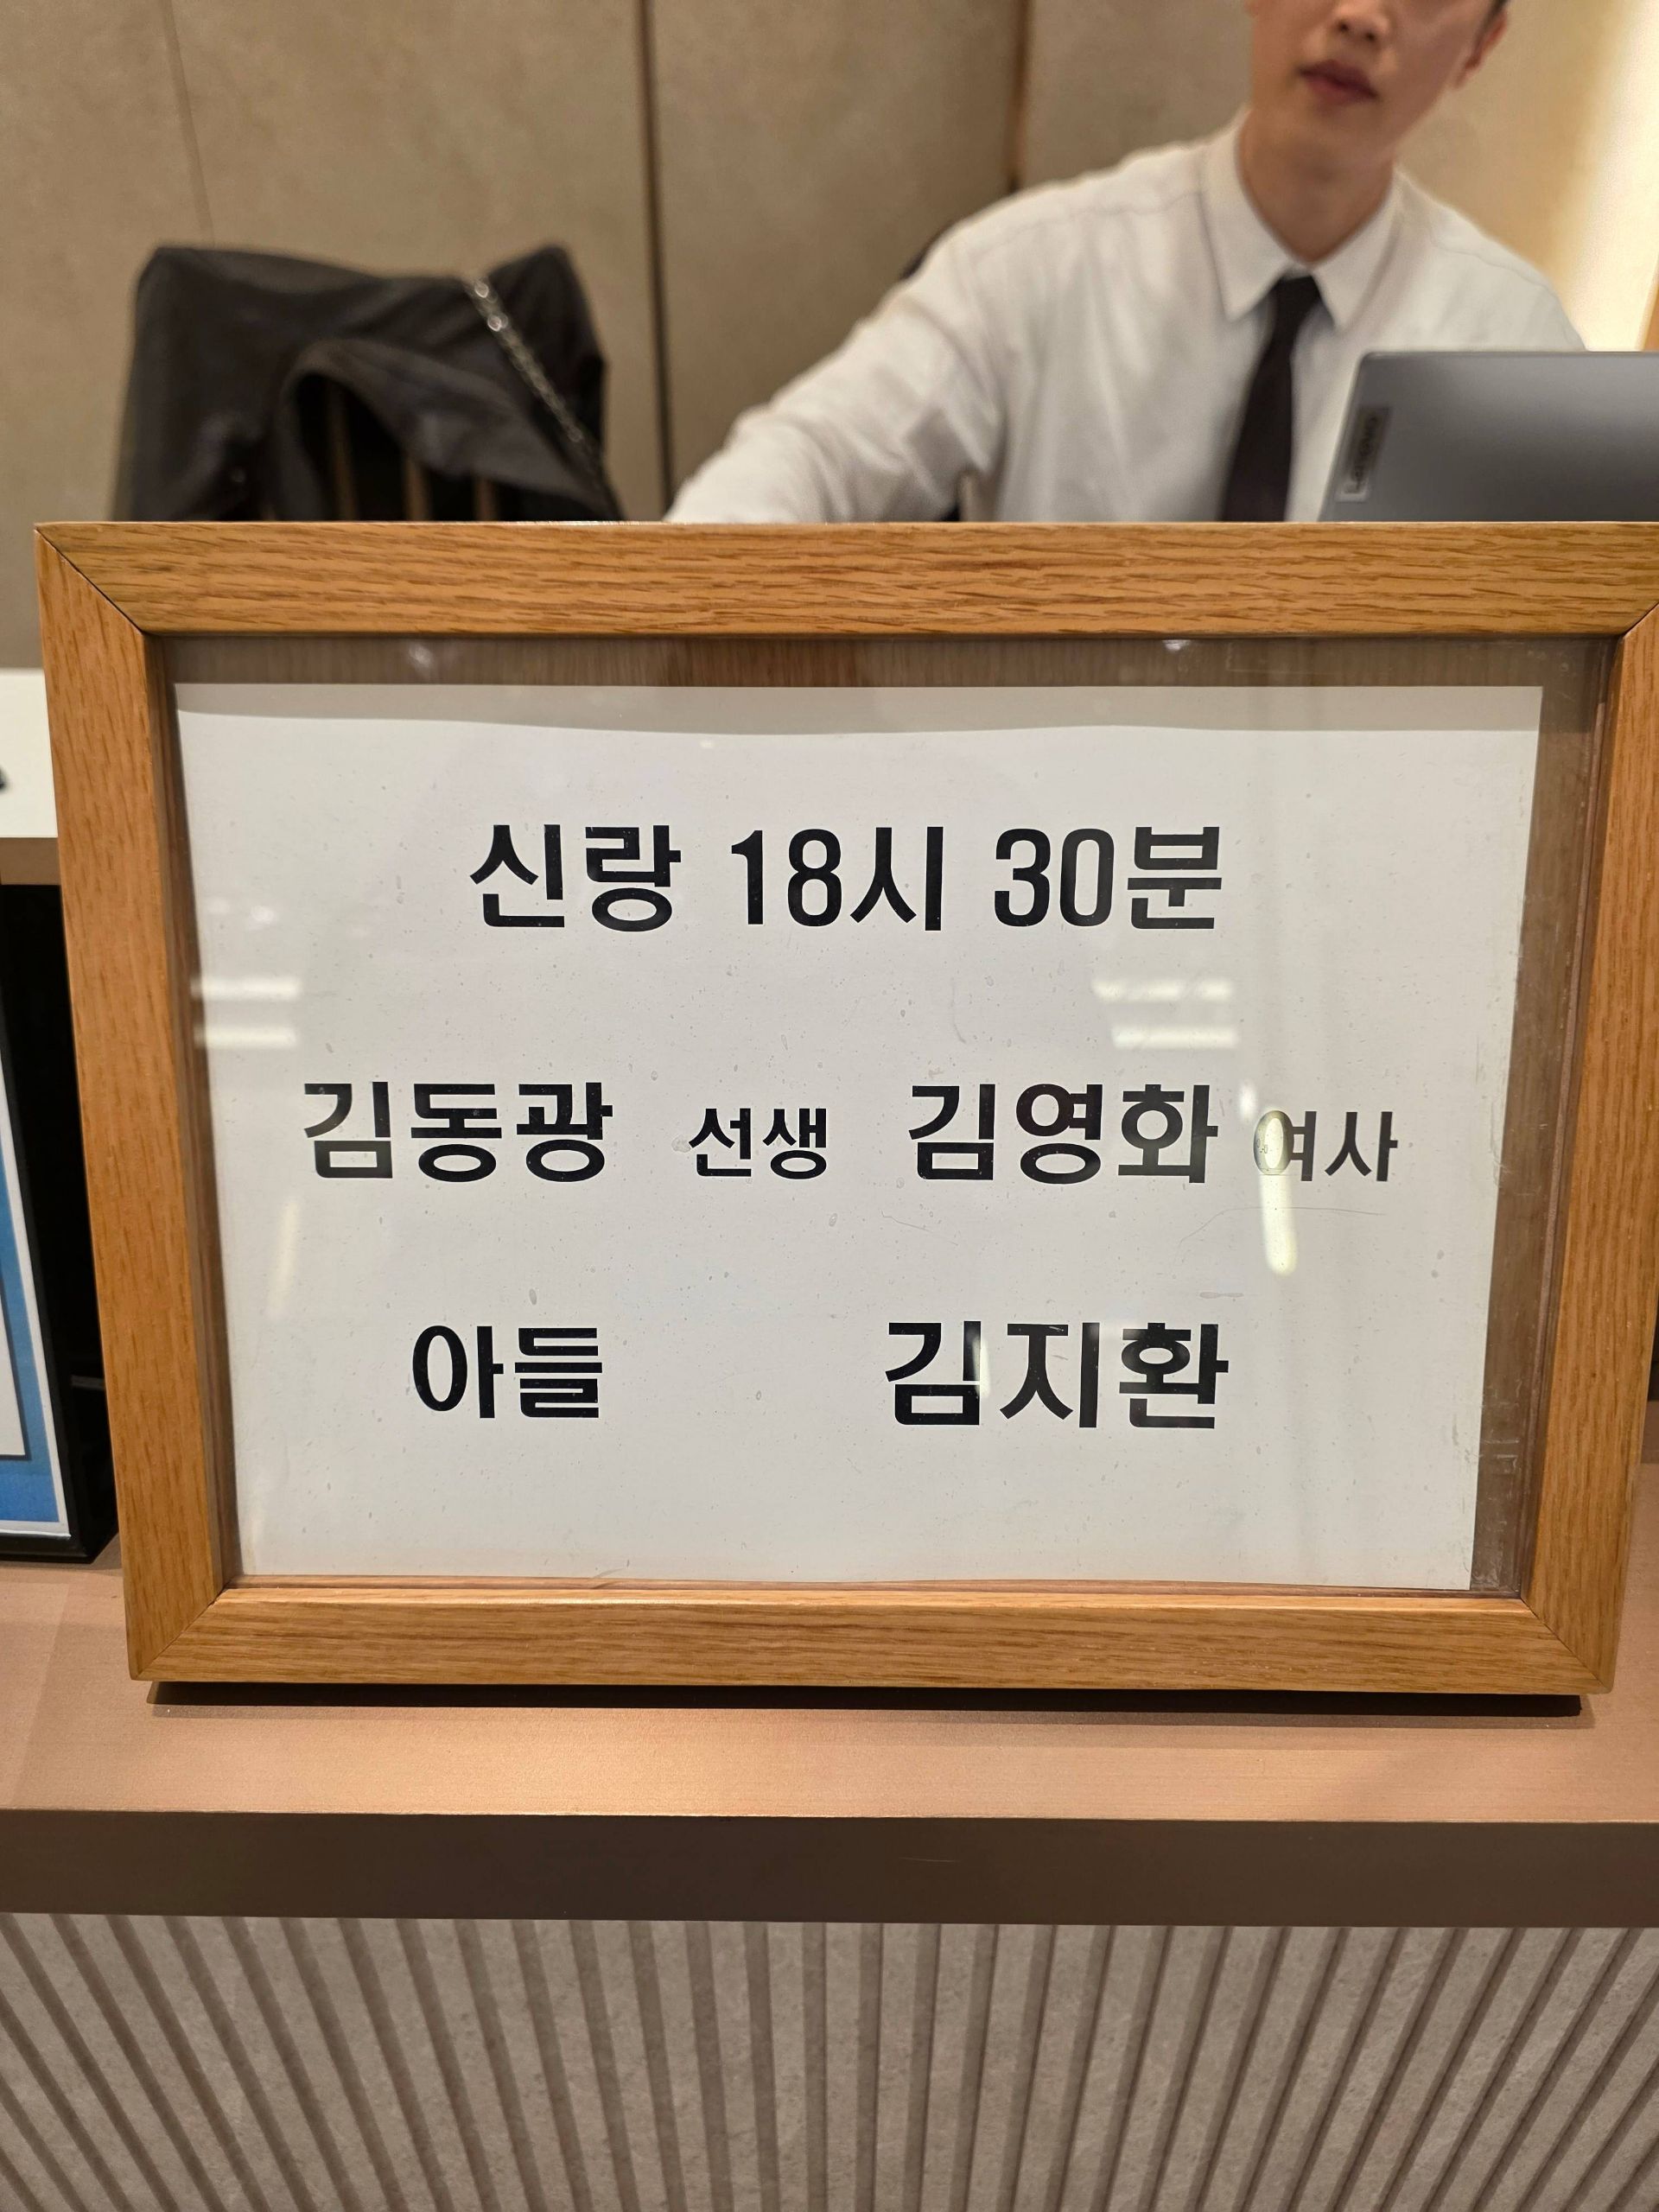 신랑 18시 30분
김동광 선생 김영화 여사
아들 김지환